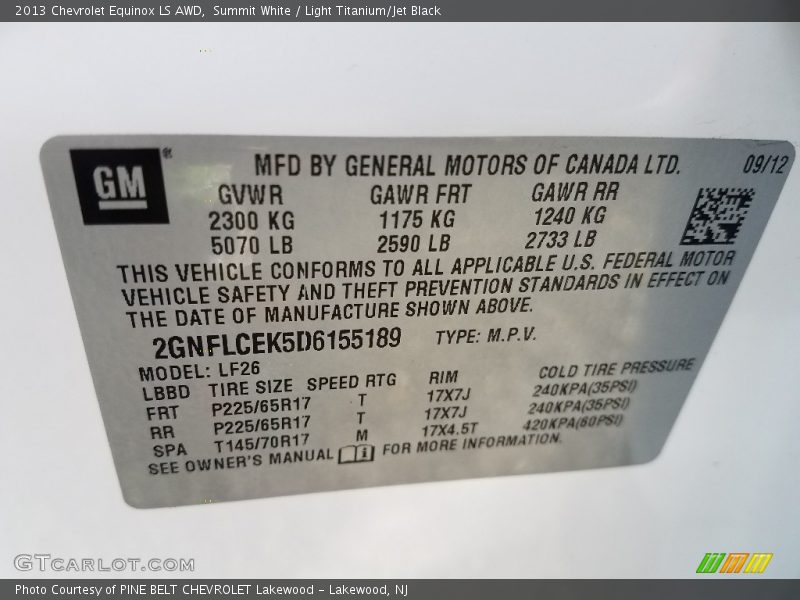 2013 Chevrolet Equinox LS AWD,  Summit White / Light Titanium/Jet Black
GM®
MFD BY GENERAL MOTORS OF CANADA LTD. 09/12
GVWR GAWR FRT GAWR RR
2300 KG 1175 KG 1240 KG
5070 LB 2590 LB 2733 LB
THIS VEHICLE CONFORMS TO ALL APPLICABLE U.S. FEDERAL MOTOR
VEHICLE SAFETY AND THEFT PREVENTION STANDARDS IN EFFECT ON
THE DATE OF MANUFACTURE SHOWN ABOVE.
2GNFLCEK5D6155189 TYPE: M.P.V.
MODEL: LF26
LBBD TIRE SIZE SPEED RTG RIM COLD TIRE PRESSURE
FRT P225/65R17 T 17X7J 240KPA(35PSI)
RR P225/65R17 T 17X7J 240KPA(35PSI)
SPA T145/70R17 M 17X4.5T 420KPA(60PSI)
SEE OWNER'S MANUAL i FOR MORE INFORMATION.
GTCARLOT.COM
Photo Courtesy of PINE BELT CHEVROLET Lakewood - Lakewood, NJ